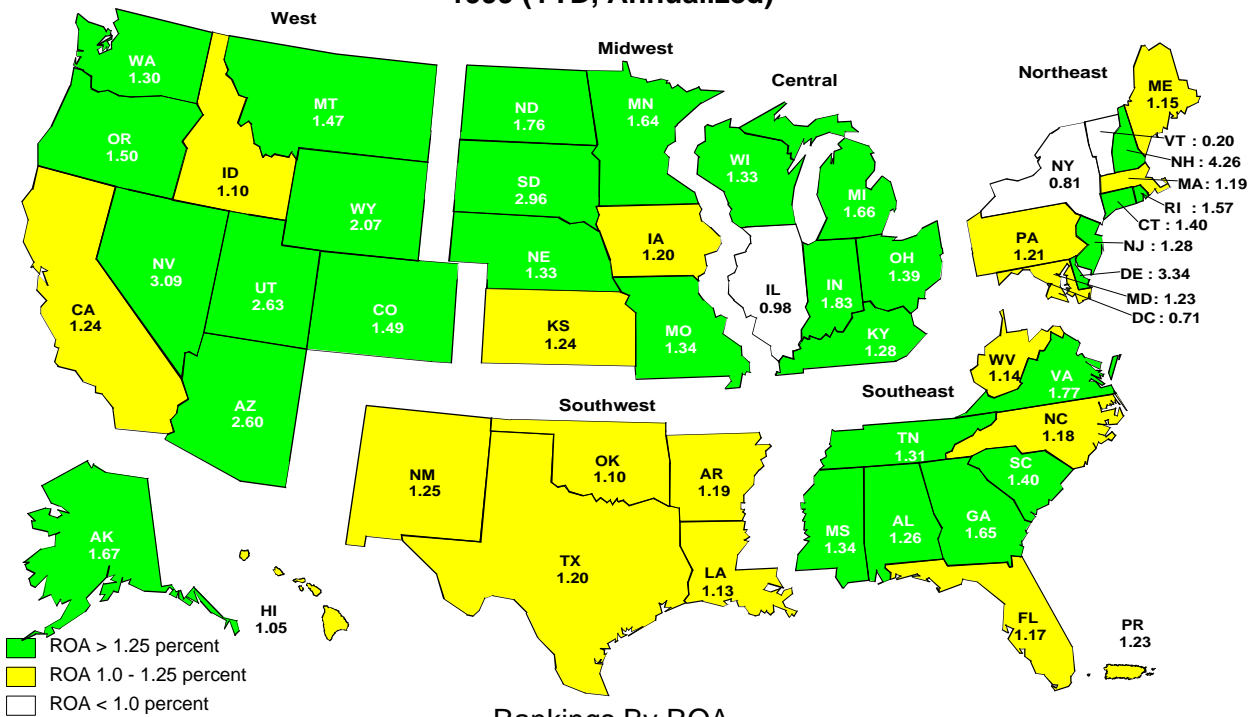 West
Midwest
Central
Northeast
WA
1.30
MT
1.47
OR
1.50
ID
1.10
WY
2.07
NV
3.09
UT
2.63
CO
1.49
CA
1.24
AZ
2.60
AK
1.67
HI
1.05
ND
1.76
MN
1.64
SD
2.96
NE
1.33
IA
1.20
KS
1.24
MO
1.34
WI
1.33
MI
1.66
IL
0.98
IN
1.83
OH
1.39
KY
1.28
ME
1.15
NY
0.81
VT : 0.20
NH : 4.26
MA : 1.19
RI : 1.57
CT : 1.40
PA
1.21
NJ : 1.28
DE : 3.34
MD: 1.23
DC : 0.71
Southwest
Southeast
NM
1.25
OK
1.10
AR
1.19
TX
1.20
LA
1.13
WV
1.14
VA
1.77
NC
1.18
TN
1.31
SC
1.40
MS
1.34
AL
1.26
GA
1.65
FL
1.17
PR
1.23
ROA > 1.25 percent
ROA 1.0 - 1.25 percent
ROA < 1.0 percent